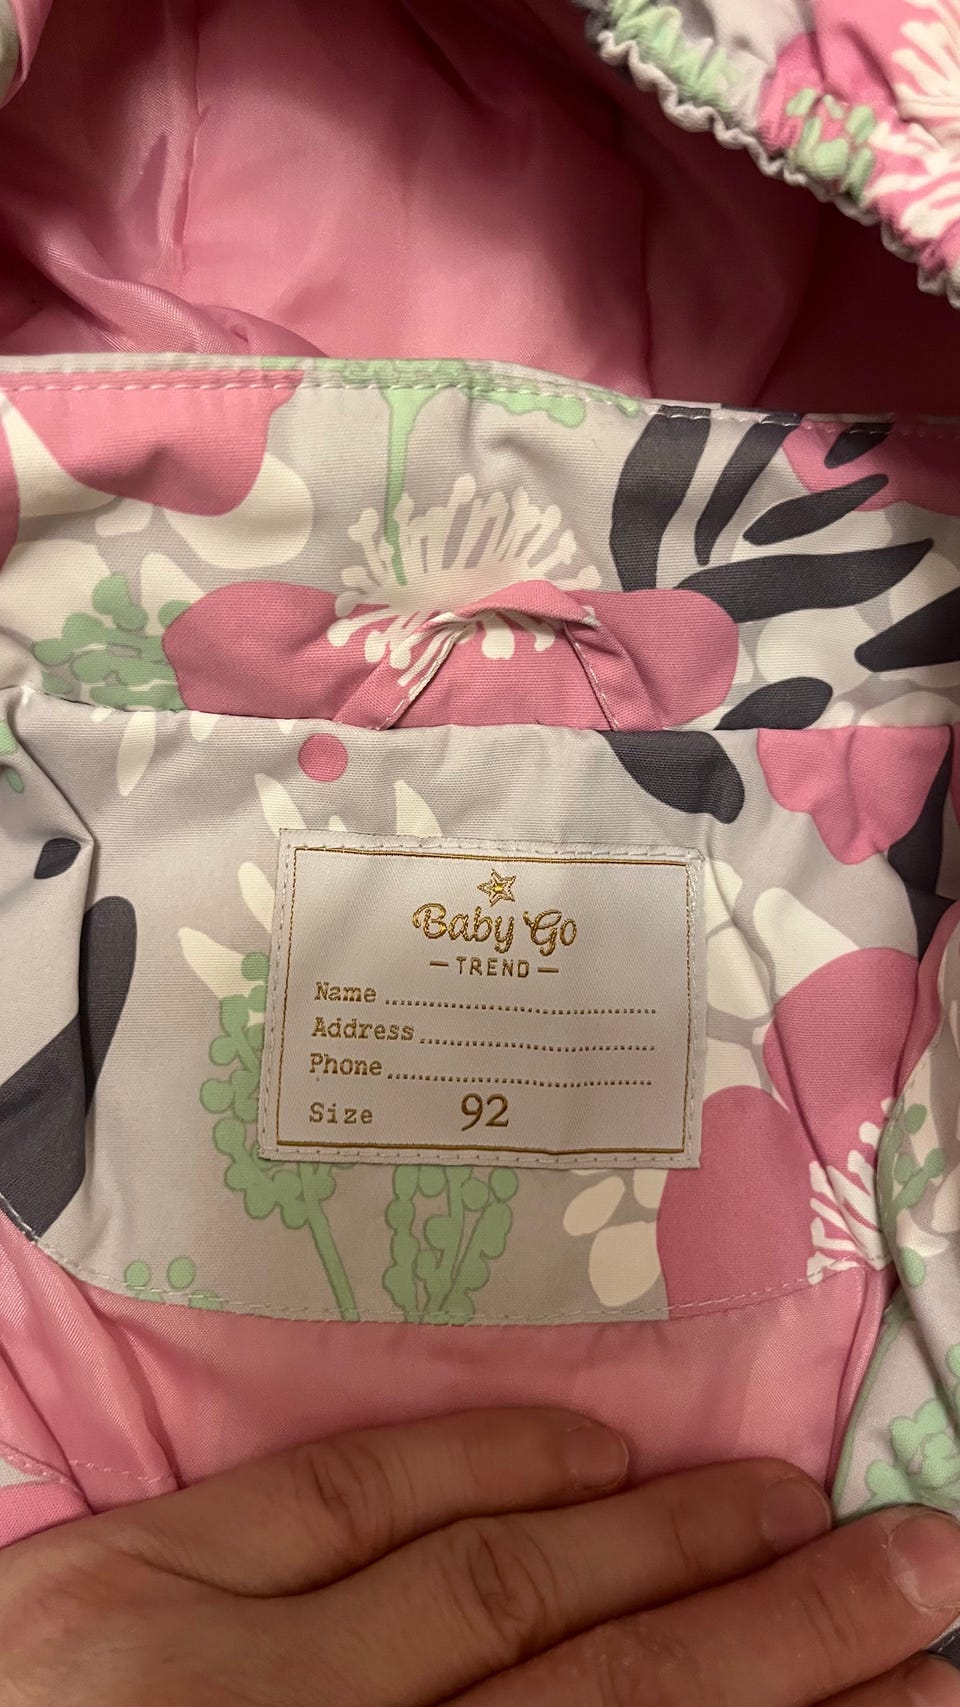 Baby Go
— TREND —
Name ........................................
Address ...................................
Phone .......................................
Size 92